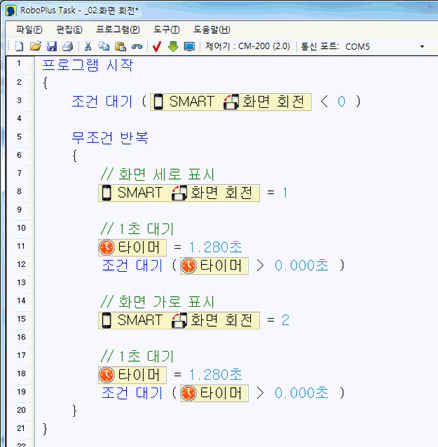 RoboPlus Task - _02.화면 회전*
파일(F) 편집(E) 프로그램(P) 도구(T) 도움말(H)
제어기 : CM-200 (2.0) 통신 포트: COM5
1 프로그램 시작
2 {
3 조건 대기 ( SMART 화면 회전 < 0 )
4
5 무조건 반복
6 {
7 // 화면 세로 표시
8 SMART 화면 회전 = 1
9
10 // 1초 대기
11 타이머 = 1.280초
12 조건 대기 ( 타이머 > 0.000초 )
13
14 // 화면 가로 표시
15 SMART 화면 회전 = 2
16
17 // 1초 대기
18 타이머 = 1.280초
19 조건 대기 ( 타이머 > 0.000초 )
20 }
21 }
22